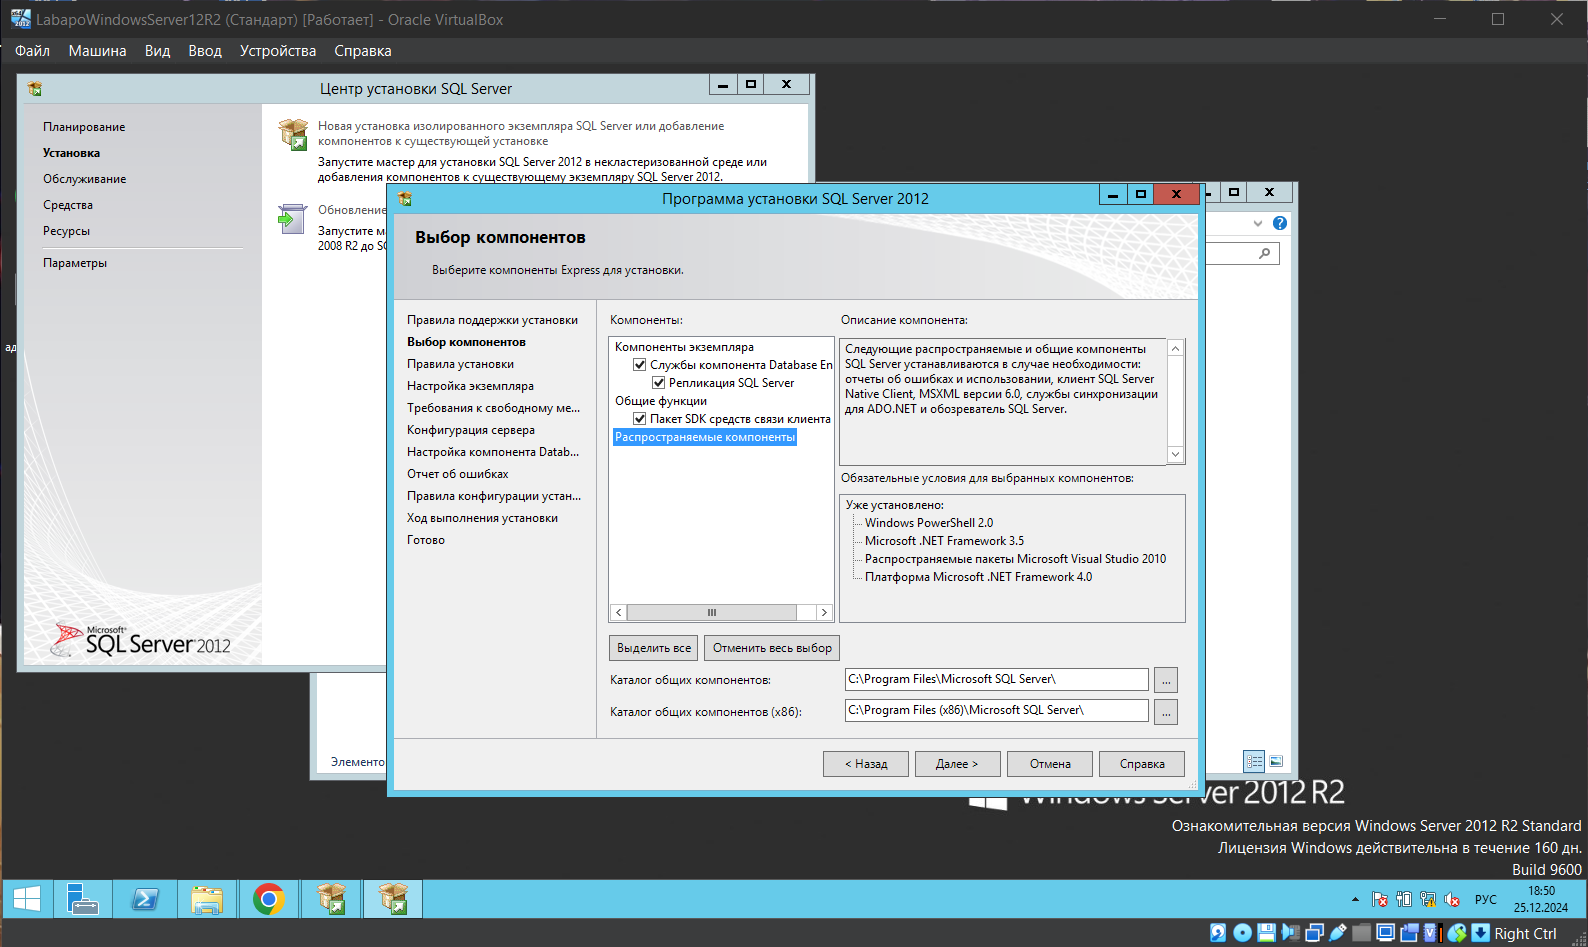 LabapoWindowsServer12R2 (Стандарт) [Работает] - Oracle VirtualBox
Файл Машина Вид Ввод Устройства Справка
Центр установки SQL Server
Планирование
Установка
Обслуживание
Средства
Ресурсы
Параметры
Новая установка изолированного экземпляра SQL Server или добавление
компонентов к существующей установке
Запустите мастер для установки SQL Server 2012 в некластеризованной среде или
добавления компонентов к существующему экземпляру SQL Server 2012.
Обновление
Запустите м
2008 R2 до SQ
Microsoft
SQL Server 2012
Элементо
Программа установки SQL Server 2012
Выбор компонентов
Выберите компоненты Express для установки.
Правила поддержки установки
Выбор компонентов
Правила установки
Настройка экземпляра
Требования к свободному ме...
Конфигурация сервера
Настройка компонента Datab...
Отчет об ошибках
Правила конфигурации устан...
Ход выполнения установки
Готово
Компоненты:
Компоненты экземпляра
Службы компонента Database En
Репликация SQL Server
Общие функции
Пакет SDK средств связи клиента
Распространяемые компоненты
Описание компонента:
Следующие распространяемые и общие компоненты
SQL Server устанавливаются в случае необходимости:
отчеты об ошибках и использовании, клиент SQL Server
Native Client, MSXML версии 6.0, службы синхронизации
для ADO.NET и обозреватель SQL Server.
Обязательные условия для выбранных компонентов:
Уже установлено:
Windows PowerShell 2.0
Microsoft .NET Framework 3.5
Распространяемые пакеты Microsoft Visual Studio 2010
Платформа Microsoft .NET Framework 4.0
Выделить все Отменить весь выбор
Каталог общих компонентов: C:\Program Files\Microsoft SQL Server\ ...
Каталог общих компонентов (x86): C:\Program Files (x86)\Microsoft SQL Server\ ...
< Назад Далее > Отмена Справка
ад
Windows Server 2012 R2
Ознакомительная версия Windows Server 2012 R2 Standard
Лицензия Windows действительна в течение 160 дн.
Build 9600
РУС
18:50
25.12.2024
Right Ctrl